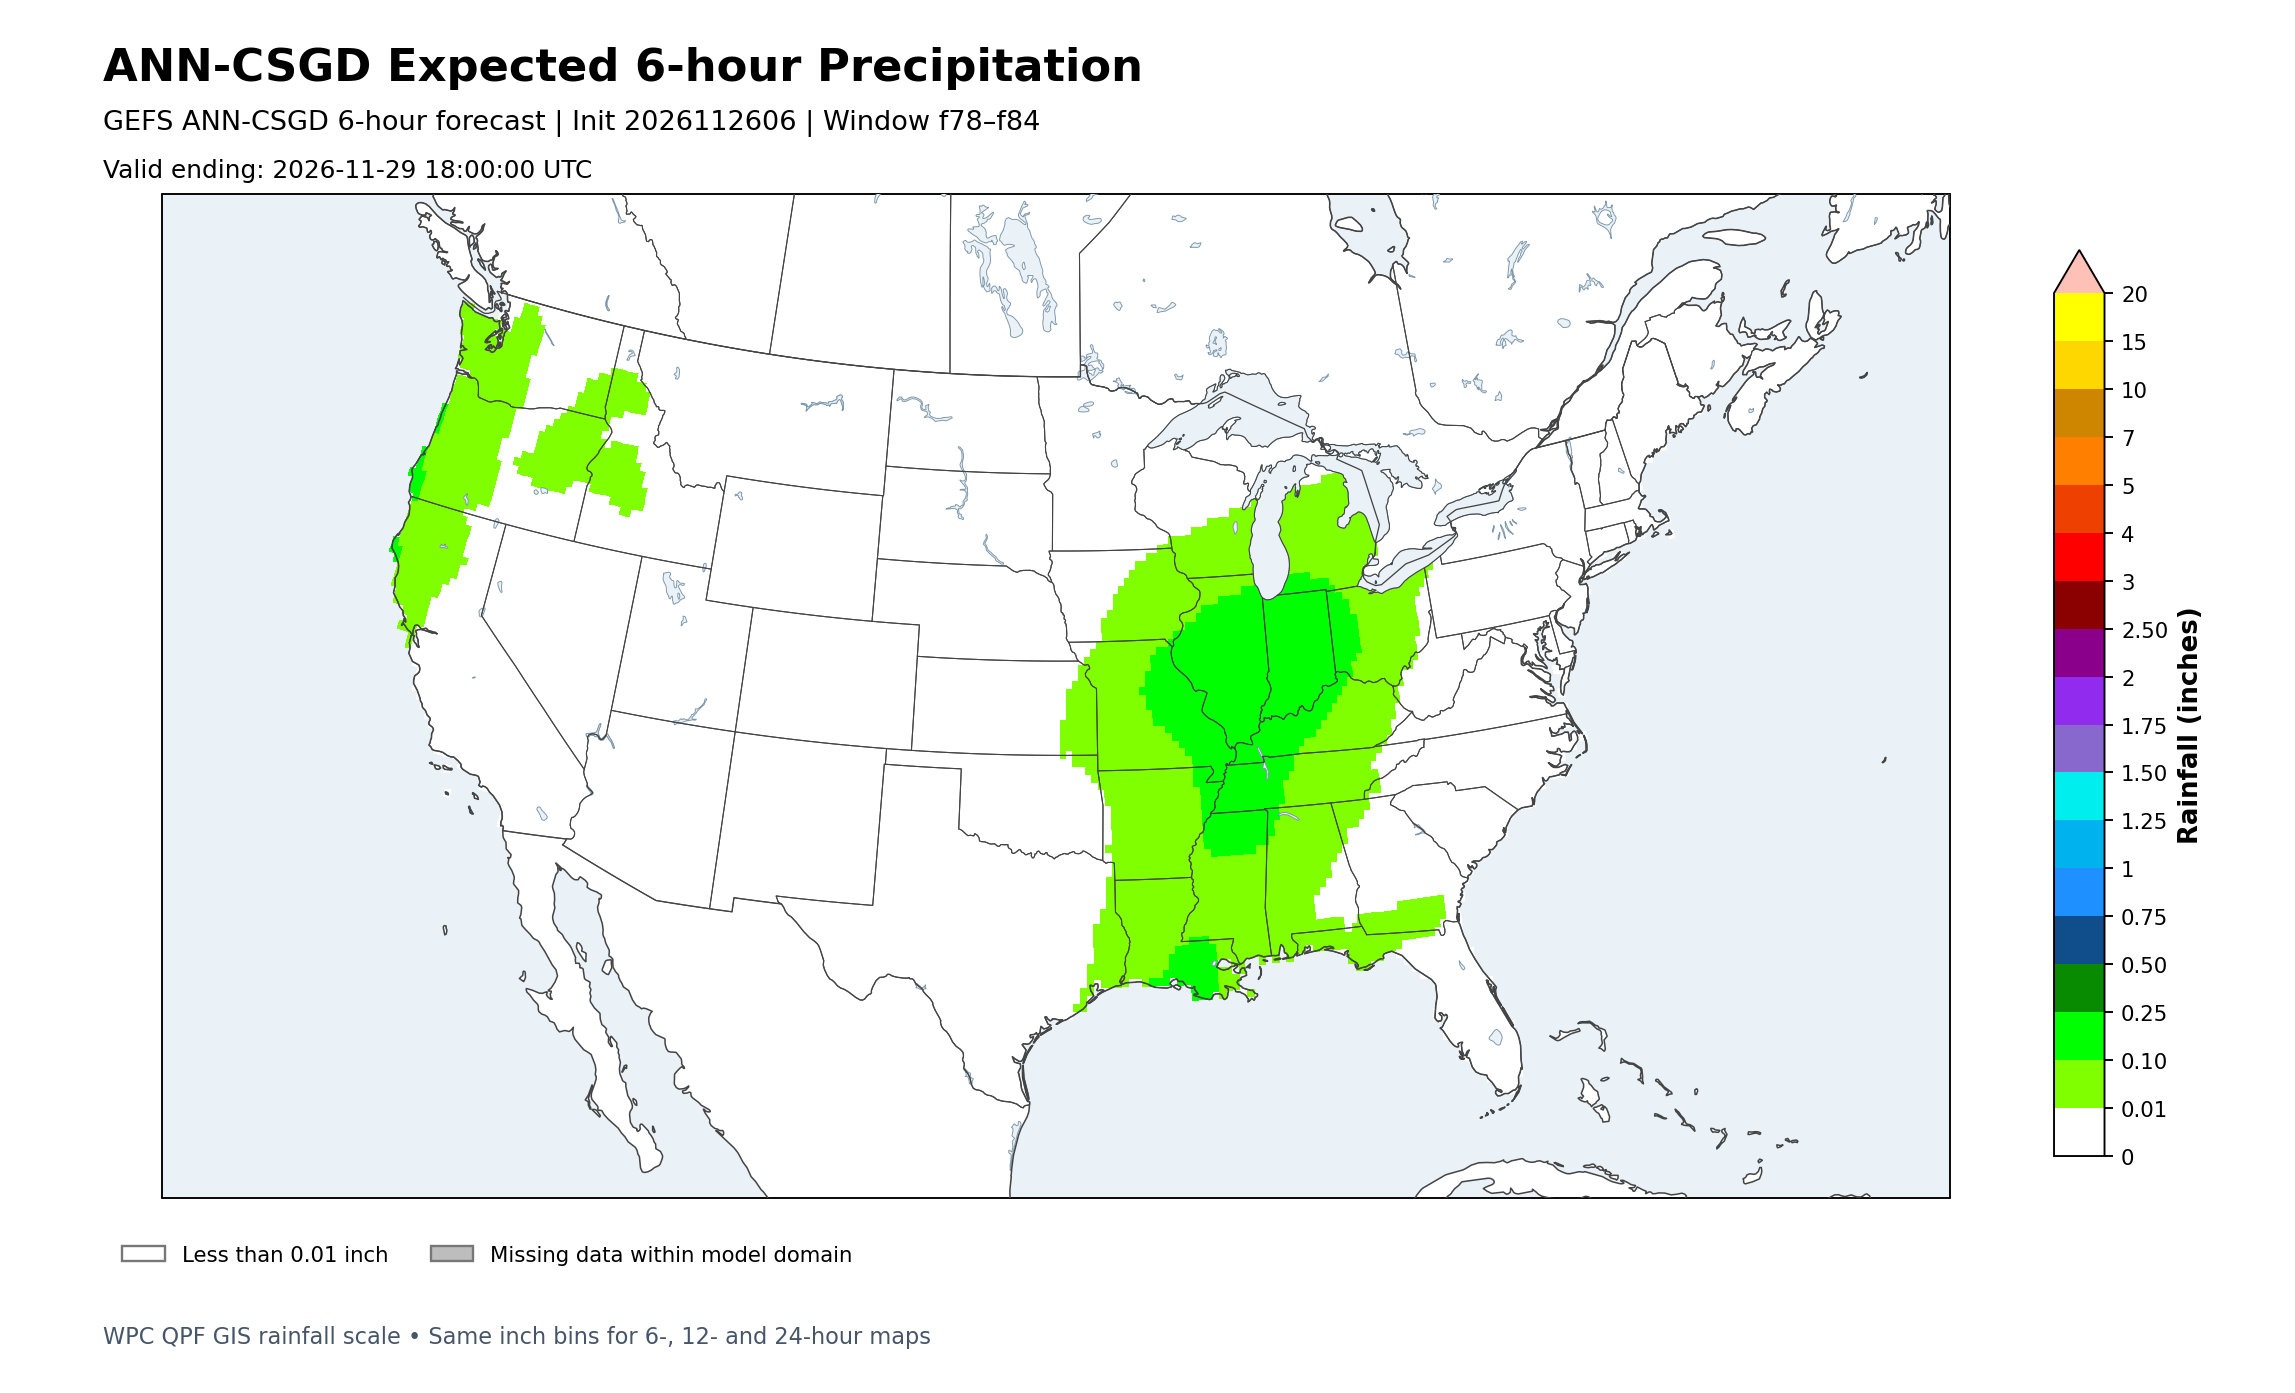 ANN-CSGD Expected 6-hour Precipitation
GEFS ANN-CSGD 6-hour forecast | Init 2026112606 | Window f78–f84
Valid ending: 2026-11-29 18:00:00 UTC
20
15
10
7
5
4
3
2.50
2
1.75
1.50
1.25
1
0.75
0.50
0.25
0.10
0.01
0
Rainfall (inches)
Less than 0.01 inch
Missing data within model domain
WPC QPF GIS rainfall scale • Same inch bins for 6-, 12- and 24-hour maps